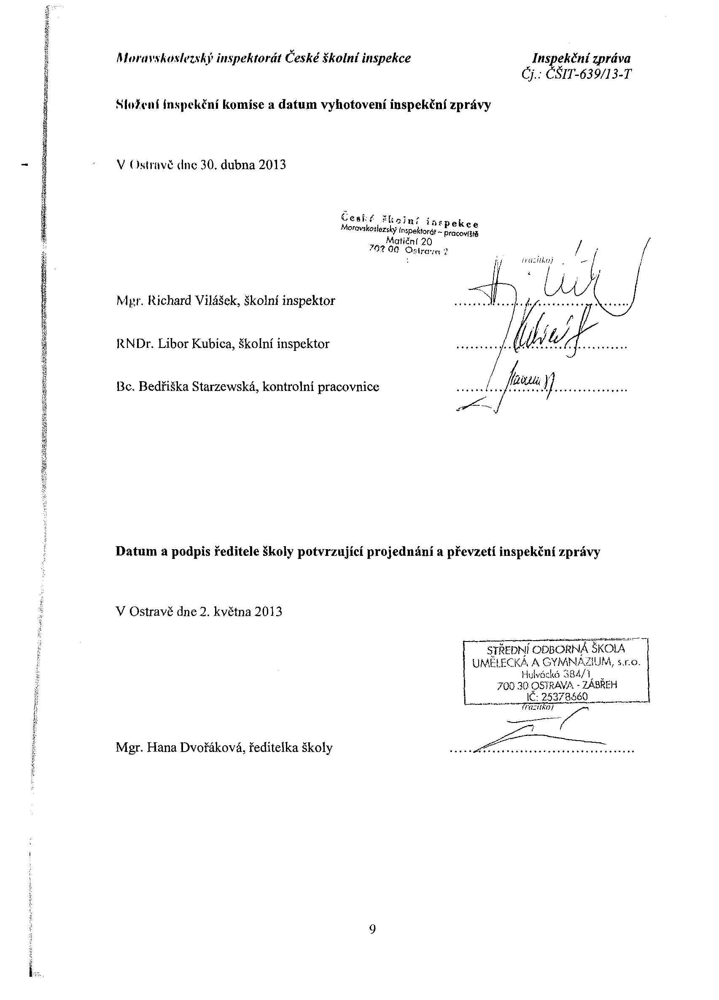 Moravskoslezský inspektorát České školní inspekce
Inspekční zpráva
Čj.: ČŠIT-639/13-T
Složení inspekční komise a datum vyhotovení inspekční zprávy
V Ostravě dne 30. dubna 2013
Česká školní inspekce
Moravskoslezský inspektorát – pracoviště
Matiční 20
702 00 Ostrava 2
(razítko)
Mgr. Richard Vilášek, školní inspektor ........................................
RNDr. Libor Kubica, školní inspektor ........................................
Bc. Bedřiška Starzewská, kontrolní pracovnice ........................................
Datum a podpis ředitele školy potvrzující projednání a převzetí inspekční zprávy
V Ostravě dne 2. května 2013
STŘEDNÍ ODBORNÁ ŠKOLA
UMĚLECKÁ A GYMNÁZIUM, s.r.o.
Hulvácká 384/1
700 30 OSTRAVA - ZÁBŘEH
IČ: 25378660
(razítko)
Mgr. Hana Dvořáková, ředitelka školy ........................................
9